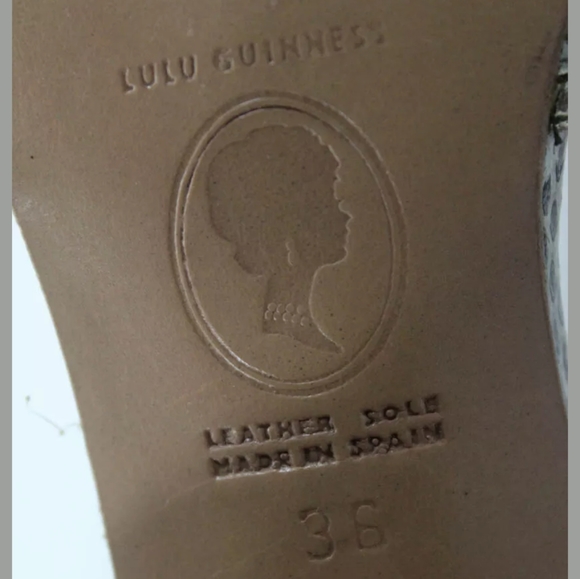 LULU GUINNESS
LEATHER SOLE
MADE IN SPAIN
36